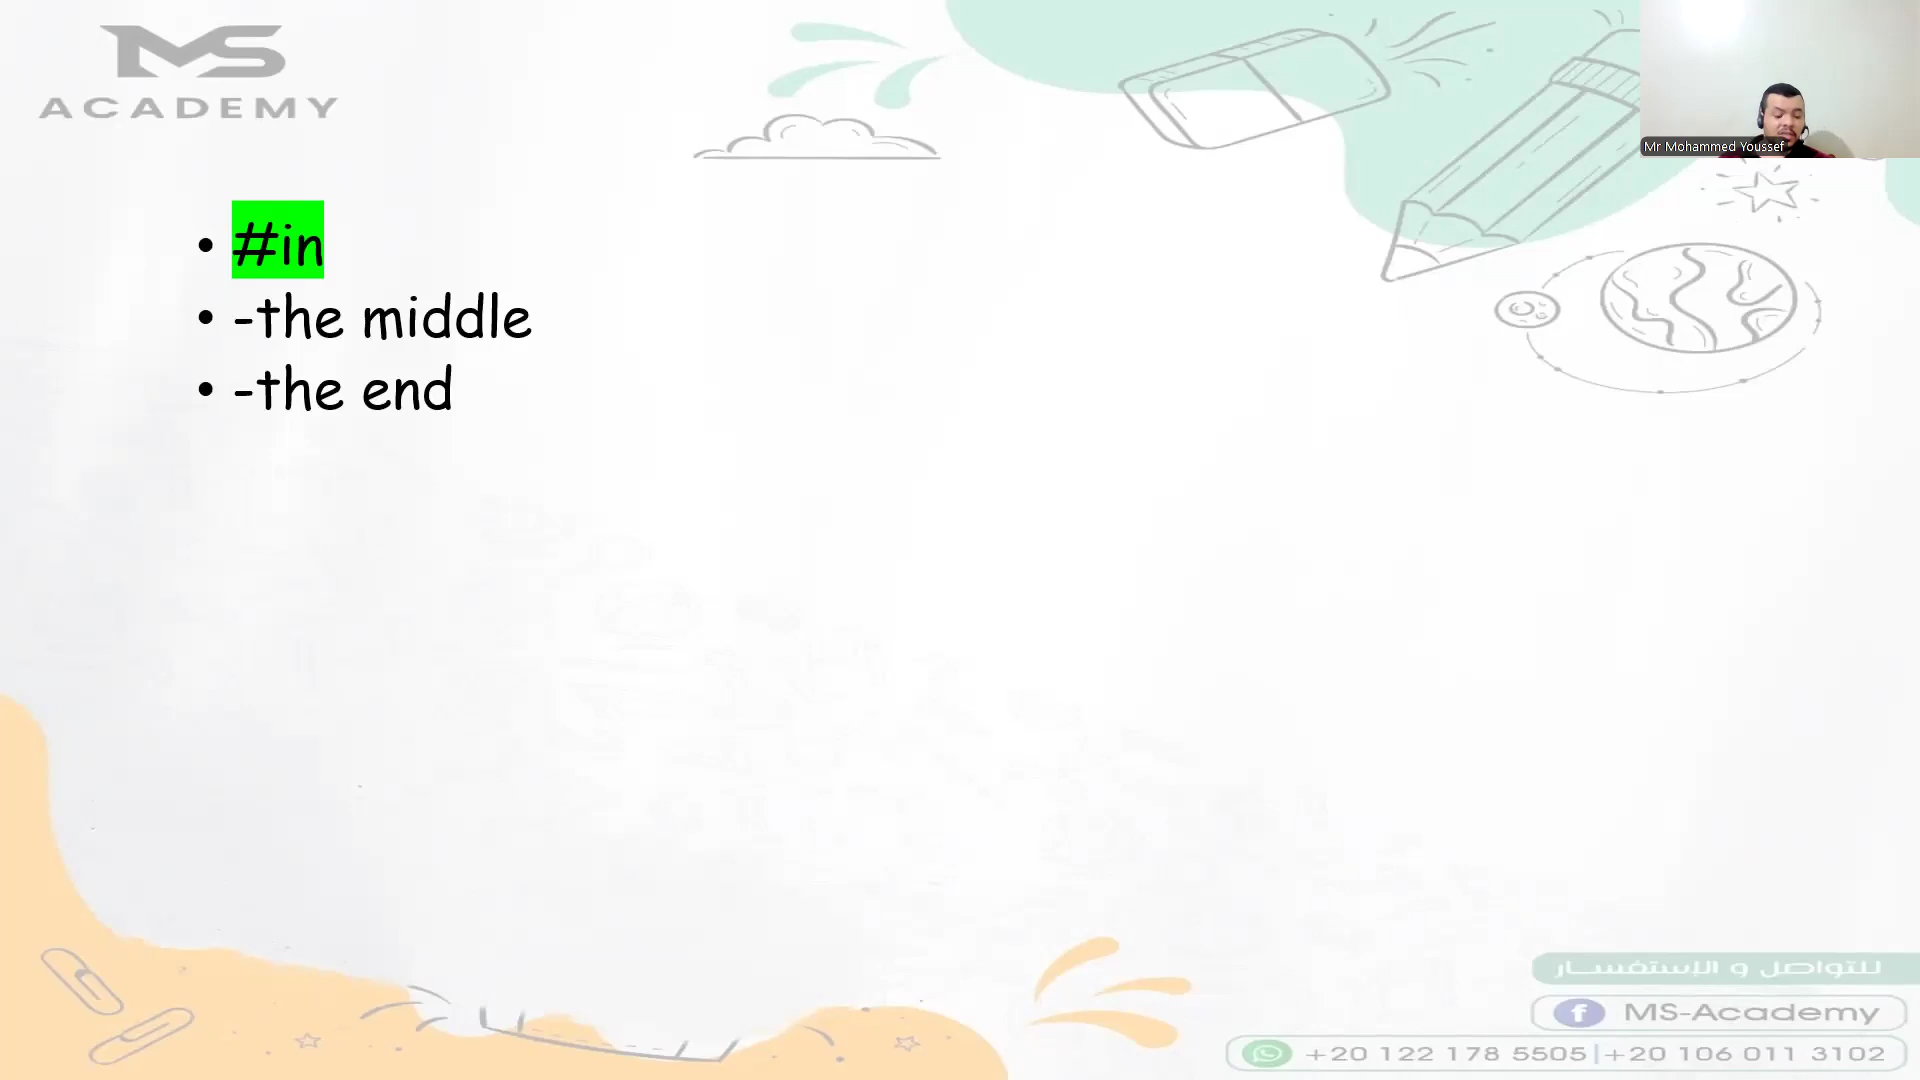 MS
ACADEMY
Mr Mohammed Youssef
• #in
• -the middle
• -the end
للتواصل و الإستفسار
MS-Academy
+20 122 178 5505 | +20 106 011 3102